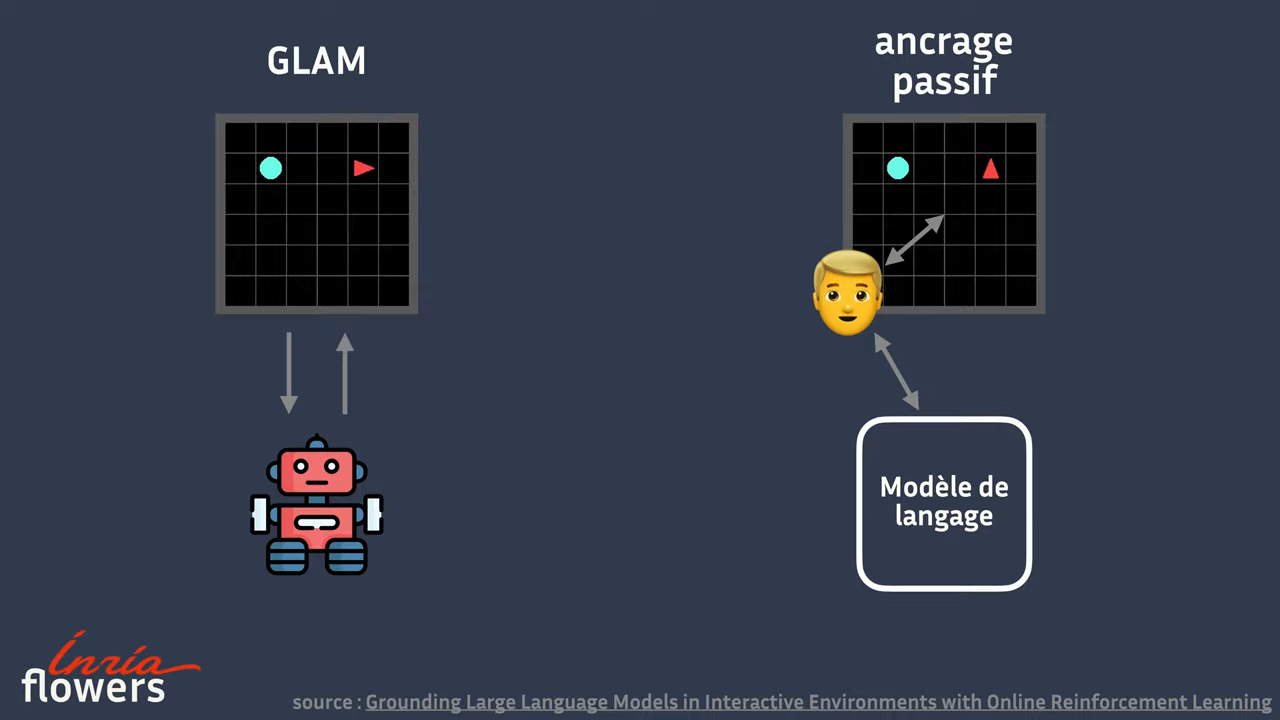 GLAM
ancrage
passif
Modèle de
langage
Inria
flowers
source : Grounding Large Language Models in Interactive Environments with Online Reinforcement Learning